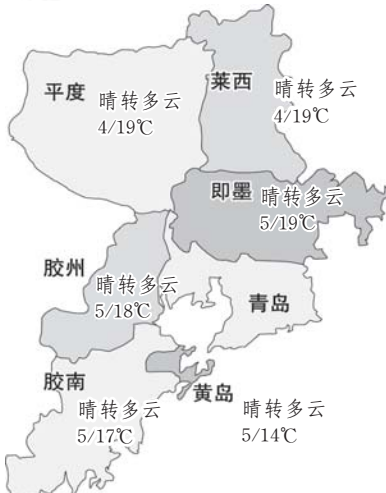 莱西
平度
晴转多云
4/19℃
晴转多云
4/19℃
即墨
晴转多云
5/19℃
胶州
晴转多云
5/18℃
青岛
胶南
黄岛
晴转多云
5/17℃
晴转多云
5/14℃